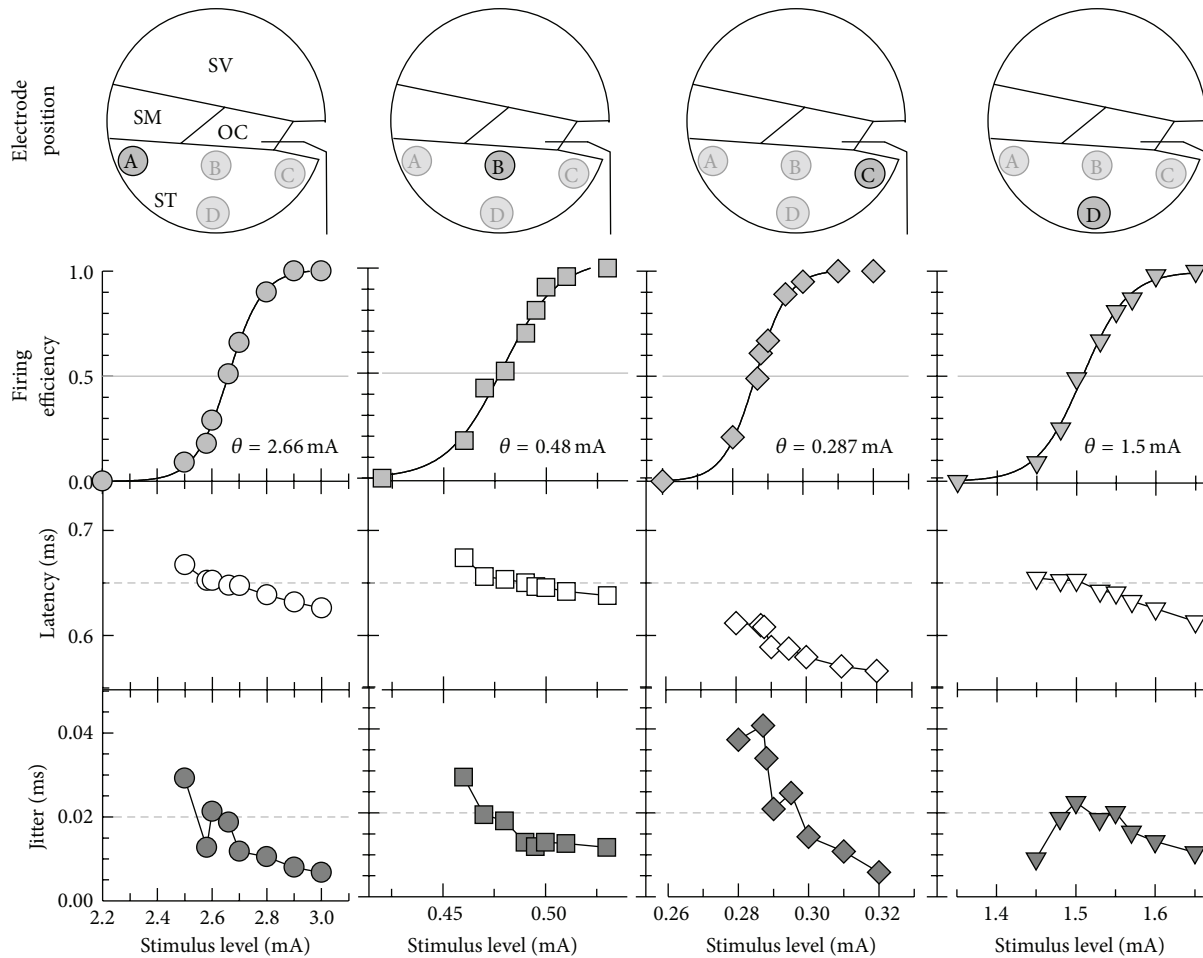 Electrode
position
SV
SM
OC
A
B
C
ST
D
A
B
C
D
A
B
C
D
A
B
C
D
Firing
efficiency
1.0
0.5
0.0
θ = 2.66 mA
θ = 0.48 mA
θ = 0.287 mA
θ = 1.5 mA
Latency (ms)
0.7
0.6
Jitter (ms)
0.04
0.02
0.00
2.2 2.4 2.6 2.8 3.0
0.45 0.50
0.26 0.28 0.30 0.32
1.4 1.5 1.6
Stimulus level (mA)
Stimulus level (mA)
Stimulus level (mA)
Stimulus level (mA)